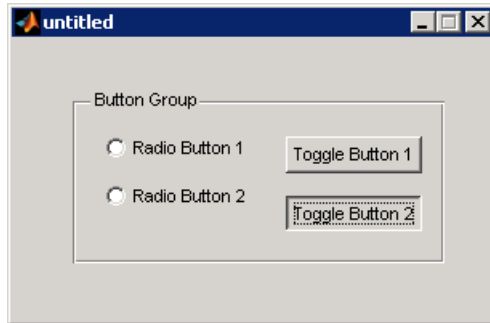 untitled
Button Group
Radio Button 1
Toggle Button 1
Radio Button 2
Toggle Button 2